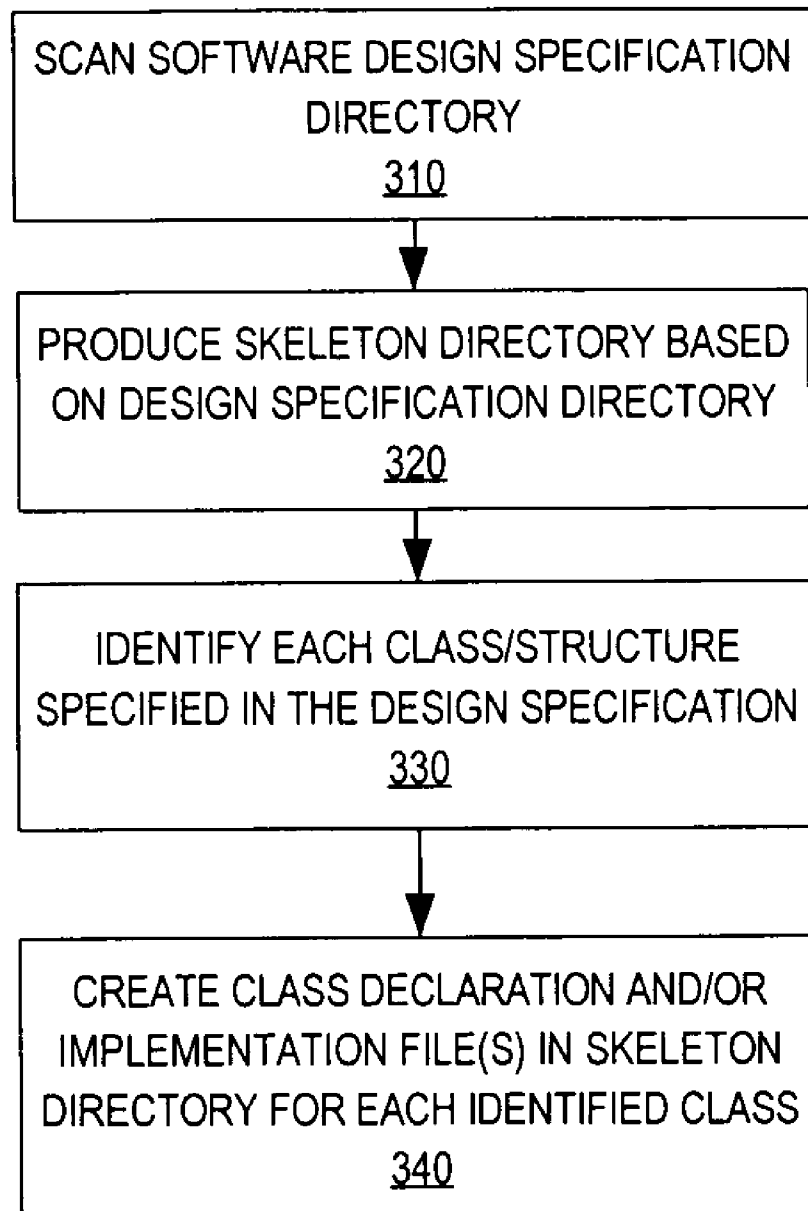 SCAN SOFTWARE DESIGN SPECIFICATION
DIRECTORY
310
PRODUCE SKELETON DIRECTORY BASED
ON DESIGN SPECIFICATION DIRECTORY
320
IDENTIFY EACH CLASS/STRUCTURE
SPECIFIED IN THE DESIGN SPECIFICATION
330
CREATE CLASS DECLARATION AND/OR
IMPLEMENTATION FILE(S) IN SKELETON
DIRECTORY FOR EACH IDENTIFIED CLASS
340